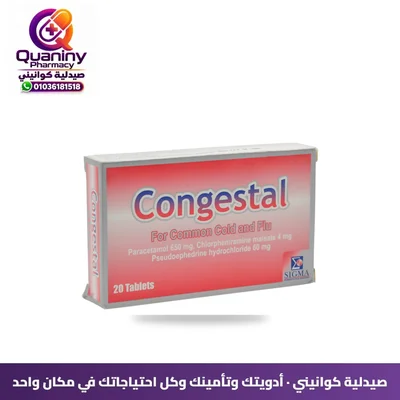 Quaniny
Pharmacy
صيدلية كوانيني
01036181518
Congestal
For Common Cold and Flu
Paracetamol 650 mg, Chlorpheniramine maleate 4 mg
Pseudoephedrine hydrochloride 60 mg
20 Tablets
SIGMA
Congestal
صيدلية كوانيني - أدويتك وتأمينك وكل احتياجاتك في مكان واحد